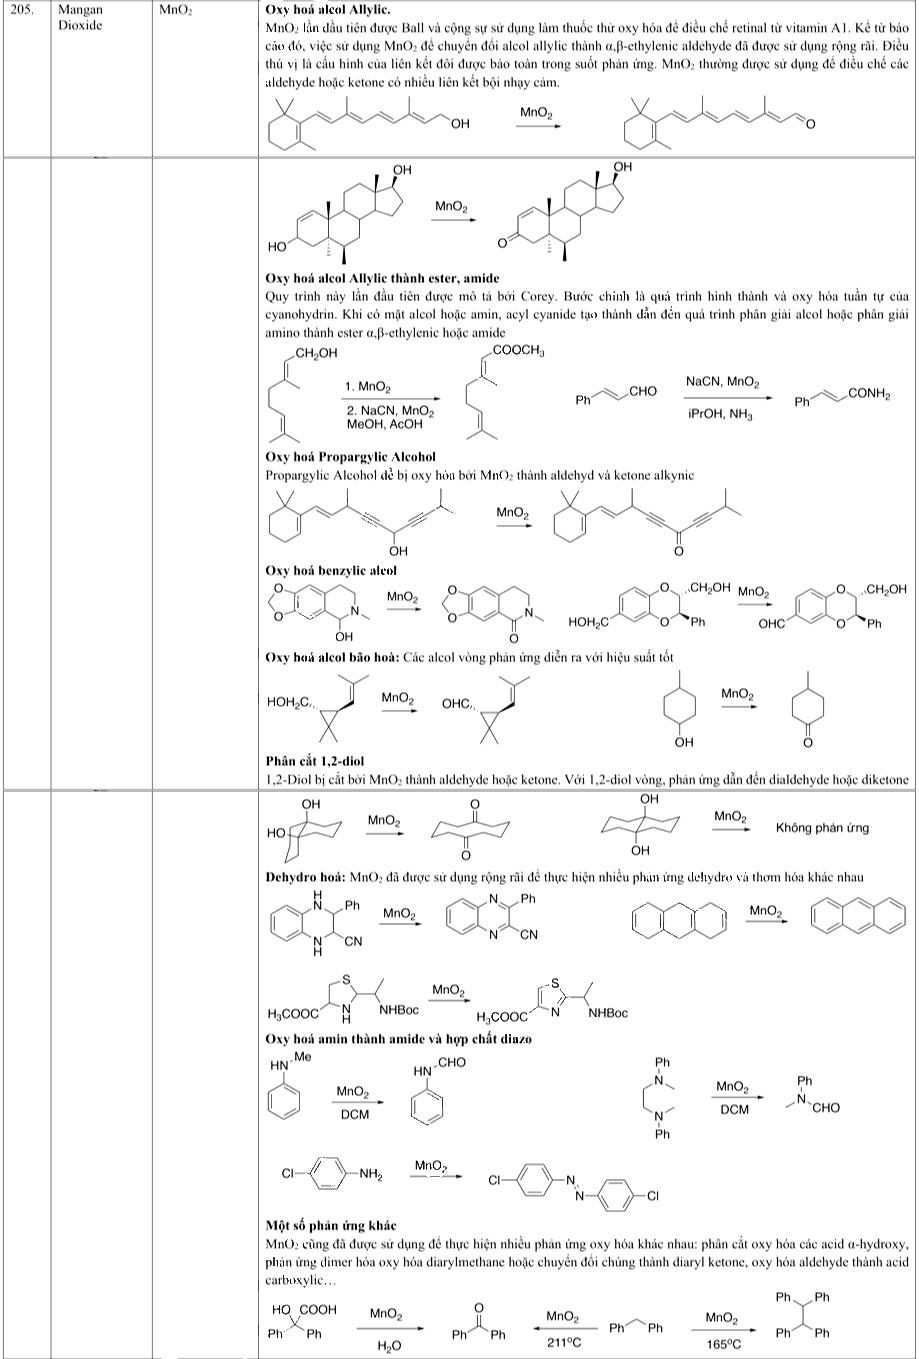 205. Mangan Dioxide MnO₂ Oxy hoá alcol Allylic.
MnO₂ lần đầu tiên được Ball và cộng sự sử dụng làm thuốc thử oxy hóa để điều chế retinal từ vitamin A1. Kể từ báo
cáo đó, việc sử dụng MnO₂ để chuyển đổi alcol allylic thành α,β-ethylenic aldehyde đã được sử dụng rộng rãi. Điều
thú vị là cấu hình của liên kết đôi được bảo toàn trong suốt phản ứng. MnO₂ thường được sử dụng để điều chế các
aldehyde hoặc ketone có nhiều liên kết bội nhạy cảm.
OH MnO₂ O
OH MnO₂ OH
HO O
Oxy hoá alcol Allylic thành ester, amide
Quy trình này lần đầu tiên được mô tả bởi Corey. Bước chính là quá trình hình thành và oxy hóa tuần tự của
cyanohydrin. Khi có mặt alcol hoặc amin, acyl cyanide tạo thành dẫn đến quá trình phân giải alcol hoặc phân giải
amino thành ester α,β-ethylenic hoặc amide
CH₂OH COOCH₃
1. MnO₂
2. NaCN, MnO₂
MeOH, AcOH
Ph CHO NaCN, MnO₂ Ph CONH₂
iPrOH, NH₃
Oxy hoá Propargylic Alcohol
Propargylic Alcohol dễ bị oxy hóa bởi MnO₂ thành aldehyd và ketone alkynic
MnO₂
OH O
Oxy hoá benzylic alcol
O O N OH MnO₂ O O N O
HOH₂C O O CH₂OH Ph MnO₂ OHC O O CH₂OH Ph
Oxy hoá alcol bão hoà: Các alcol vòng phản ứng diễn ra với hiệu suất tốt
HOH₂C MnO₂ OHC MnO₂
OH O
Phân cắt 1,2-diol
1,2-Diol bị cắt bởi MnO₂ thành aldehyde hoặc ketone. Với 1,2-diol vòng, phản ứng dẫn đến dialdehyde hoặc diketone
OH HO MnO₂ O O
OH OH MnO₂ Không phản ứng
Dehydro hoá: MnO₂ đã được sử dụng rộng rãi để thực hiện nhiều phản ứng dehydro và thơm hóa khác nhau
H N Ph N H CN MnO₂ N Ph N CN
MnO₂
H₃COOC S N H NHBoc MnO₂ H₃COOC S N NHBoc
Oxy hoá amin thành amide và hợp chất diazo
HN Me MnO₂ DCM HN CHO
Ph N N Ph MnO₂ DCM Ph N CHO
Cl NH₂ MnO₂ Cl N N Cl
Một số phản ứng khác
MnO₂ cũng đã được sử dụng để thực hiện nhiều phản ứng oxy hóa khác nhau: phân cắt oxy hóa các acid α-hydroxy,
phản ứng dimer hóa oxy hóa diarylmethane hoặc chuyển đổi chúng thành diaryl ketone, oxy hóa aldehyde thành acid
carboxylic…
HO COOH Ph Ph MnO₂ H₂O O Ph Ph MnO₂ 211ºC Ph Ph MnO₂ 165ºC Ph Ph Ph Ph